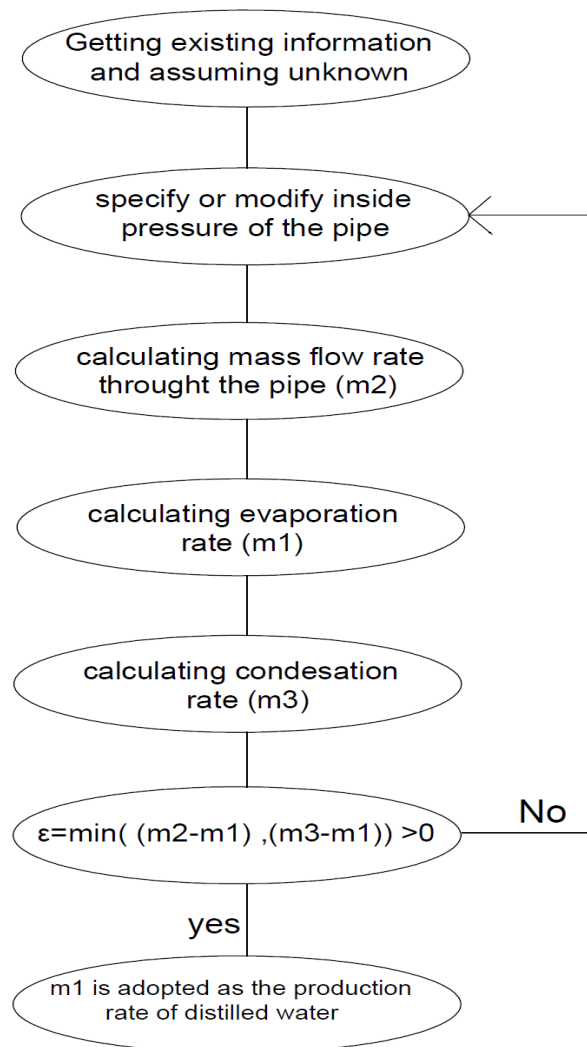 Getting existing information
and assuming unknown
specify or modify inside
pressure of the pipe
calculating mass flow rate
throught the pipe (m2)
calculating evaporation
rate (m1)
calculating condesation
rate (m3)
ε=min( (m2-m1) ,(m3-m1)) >0
No
yes
m1 is adopted as the production
rate of distilled water